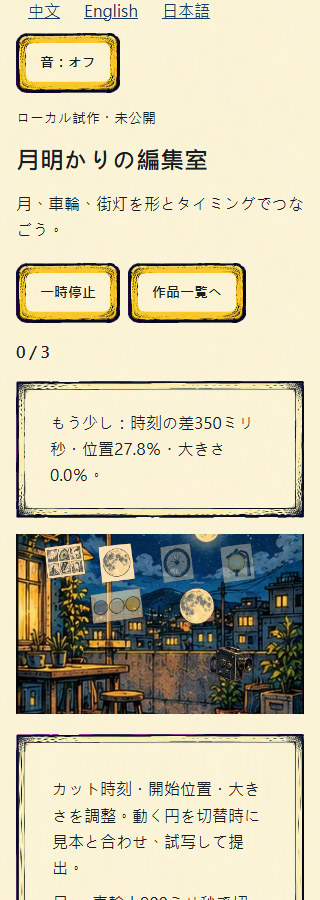 中文 English 日本語
音：オフ
ローカル試作・未公開
月明かりの編集室
月、車輪、街灯を形とタイミングでつな
ごう。
一時停止 作品一覧へ
0 / 3
もう少し：時刻の差350ミリ
秒・位置27.8%・大きさ
0.0%。
カット時刻・開始位置・大き
さを調整。動く円を切替時に
見本と合わせ、試写して提
出。